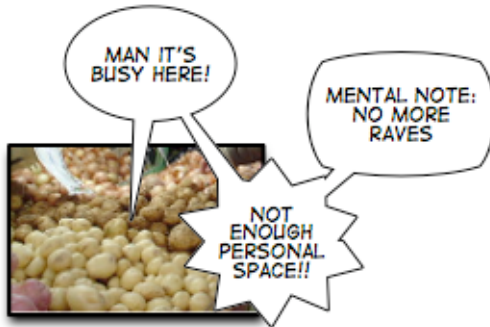 MAN IT'S
BUSY HERE!
MENTAL NOTE:
NO MORE
RAVES
NOT
ENOUGH
PERSONAL
SPACE!!